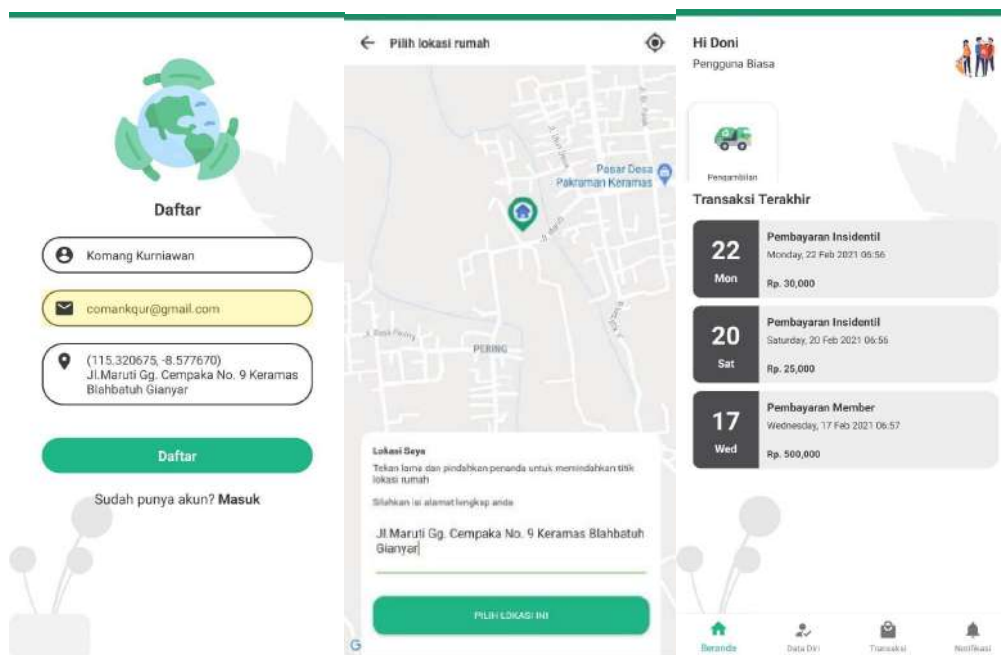 Daftar
Komang Kurniawan
comankqur@gmail.com
(115.320675, -8.577670)
Jl.Maruti Gg. Cempaka No. 9 Keramas
Blahbatuh Gianyar
Daftar
Sudah punya akun? Masuk
Pilih lokasi rumah
Pasar Desa
Pakraman Keramas
PERING
Lokasi Saya
Tekan lama dan pindahkan penanda untuk memindahkan titik
lokasi rumah
Silahkan isi alamat lengkap anda
Jl.Maruti Gg. Cempaka No. 9 Keramas Blahbatuh
Gianyar
PILIH LOKASI INI
G
Hi Doni
Pengguna Biasa
Pengambilan
Transaksi Terakhir
22
Mon
Pembayaran Insidentil
Monday, 22 Feb 2021 06:56
Rp. 30,000
20
Sat
Pembayaran Insidentil
Saturday, 20 Feb 2021 06:56
Rp. 25,000
17
Wed
Pembayaran Member
Wednesday, 17 Feb 2021 06:57
Rp. 500,000
Beranda
Data Diri
Transaksi
Notifikasi